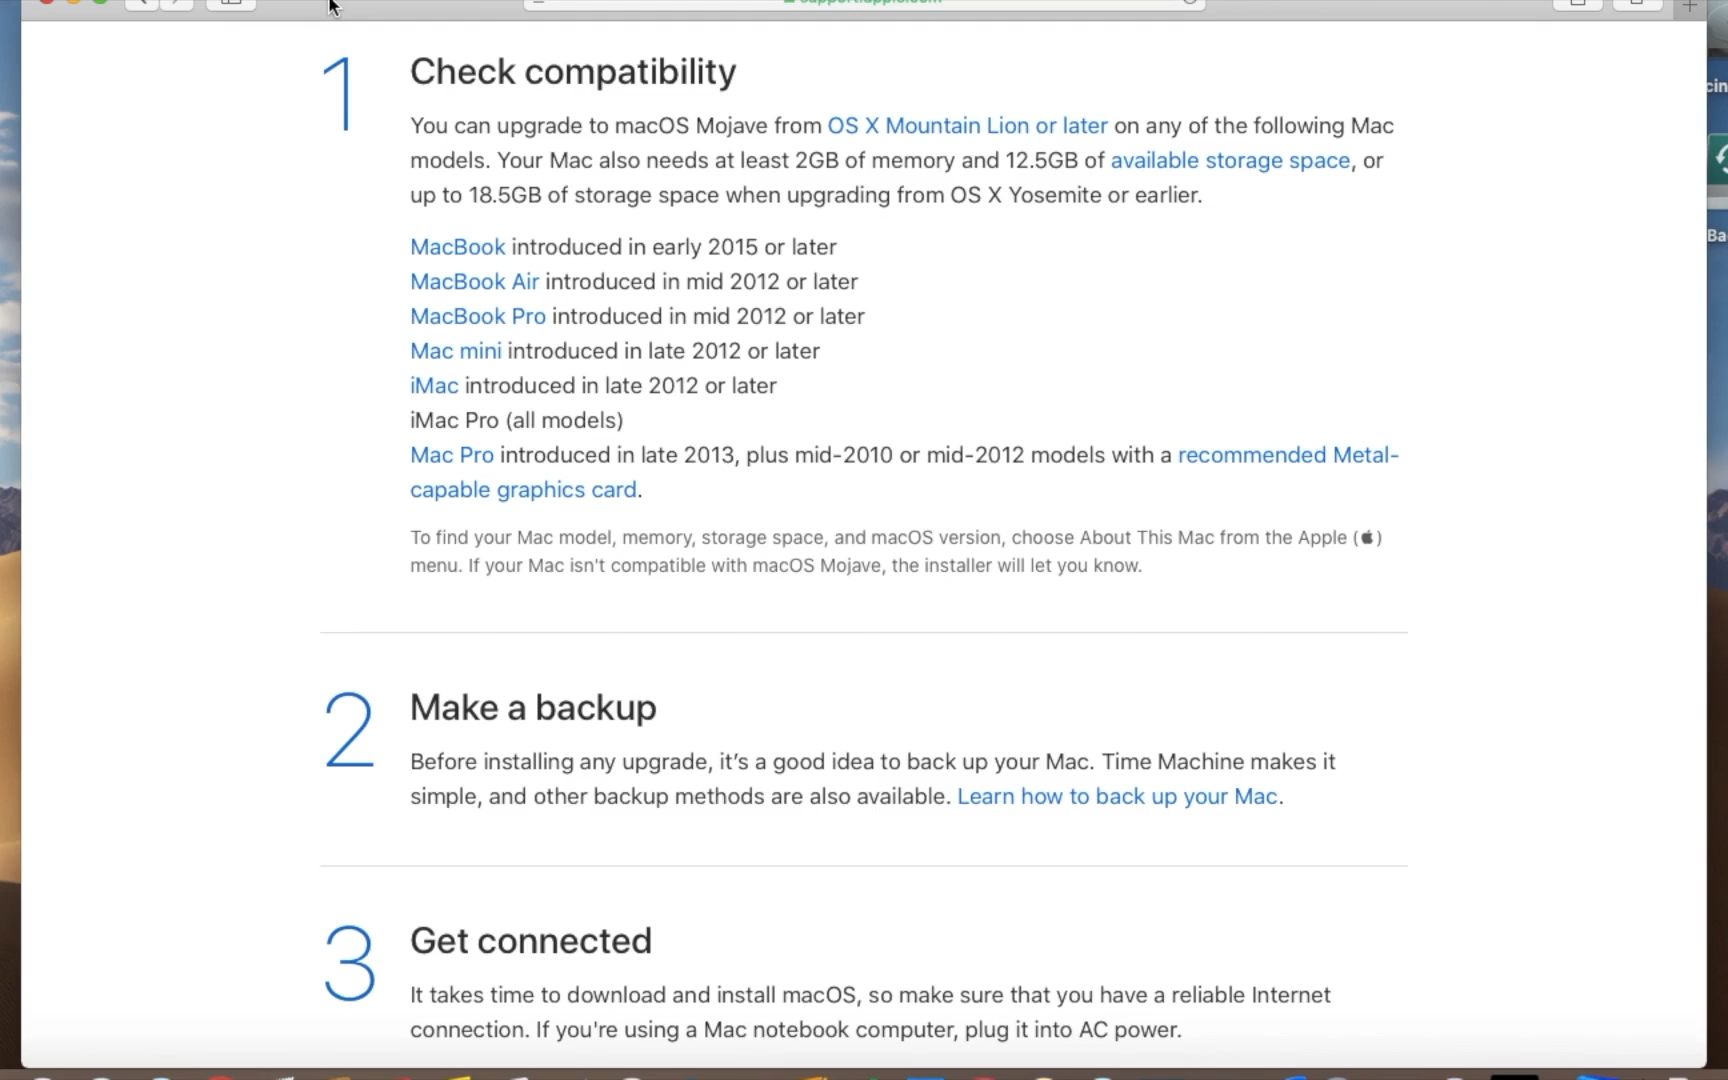 1
Check compatibility
You can upgrade to macOS Mojave from OS X Mountain Lion or later on any of the following Mac
models. Your Mac also needs at least 2GB of memory and 12.5GB of available storage space, or
up to 18.5GB of storage space when upgrading from OS X Yosemite or earlier.
MacBook introduced in early 2015 or later
MacBook Air introduced in mid 2012 or later
MacBook Pro introduced in mid 2012 or later
Mac mini introduced in late 2012 or later
iMac introduced in late 2012 or later
iMac Pro (all models)
Mac Pro introduced in late 2013, plus mid-2010 or mid-2012 models with a recommended Metal-
capable graphics card.
To find your Mac model, memory, storage space, and macOS version, choose About This Mac from the Apple ()
menu. If your Mac isn't compatible with macOS Mojave, the installer will let you know.
2
Make a backup
Before installing any upgrade, it’s a good idea to back up your Mac. Time Machine makes it
simple, and other backup methods are also available. Learn how to back up your Mac.
3
Get connected
It takes time to download and install macOS, so make sure that you have a reliable Internet
connection. If you're using a Mac notebook computer, plug it into AC power.